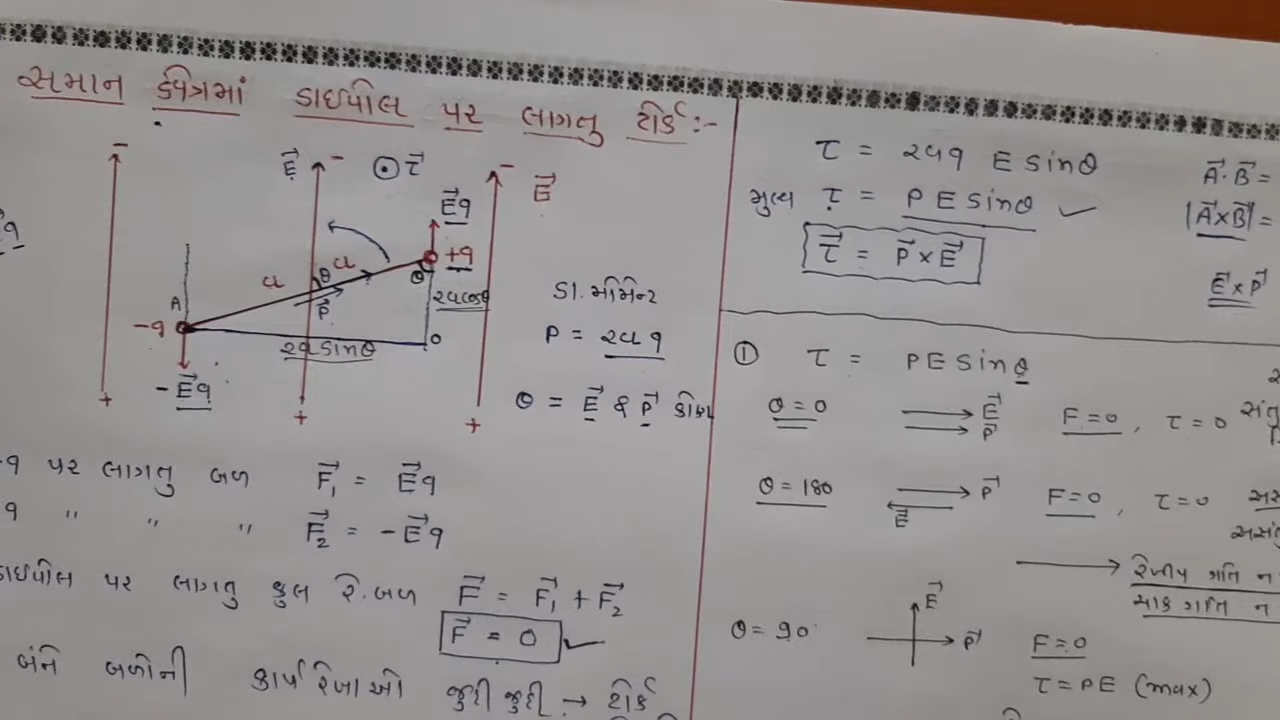 સમાન ક્ષેત્રમાં ડાઇપોલ પર લાગતુ ટોર્ક :-
- - -
E⃗ ⊙ τ⃗ E⃗
E⃗q
+q
a a θ θ
A P⃗ 2a cosθ
-q 2a sinθ O
- E⃗q
+ + +
ડા. મોમેન્ટ
P = 2a q
θ = E⃗ & P⃗ કોણ
q પર લાગતુ બળ F⃗₁ = E⃗q
q " " " F⃗₂ = -E⃗q
ડાઇપોલ પર લાગતુ કુલ રે. બળ F⃗ = F⃗₁ + F⃗₂
F⃗ = 0 ✓
બંને બળોની કાર્યરેખાઓ જુદી જુદી → ટોર્ક
τ = 2aq E sinθ
મુલ્ય τ = PE sinθ ✓
τ⃗ = P⃗ × E⃗
A⃗·B⃗ =
|A⃗×B⃗| =
E⃗×P⃗
① τ = PE sinθ
θ = 0 E⃗ P⃗ F = 0, τ = 0
θ = 180 P⃗ E⃗ F = 0, τ = 0
→ રેખીય ગતિ ન
ચાક ગતિ ન
θ = 90 E⃗ P⃗ F = 0
τ = PE (max)